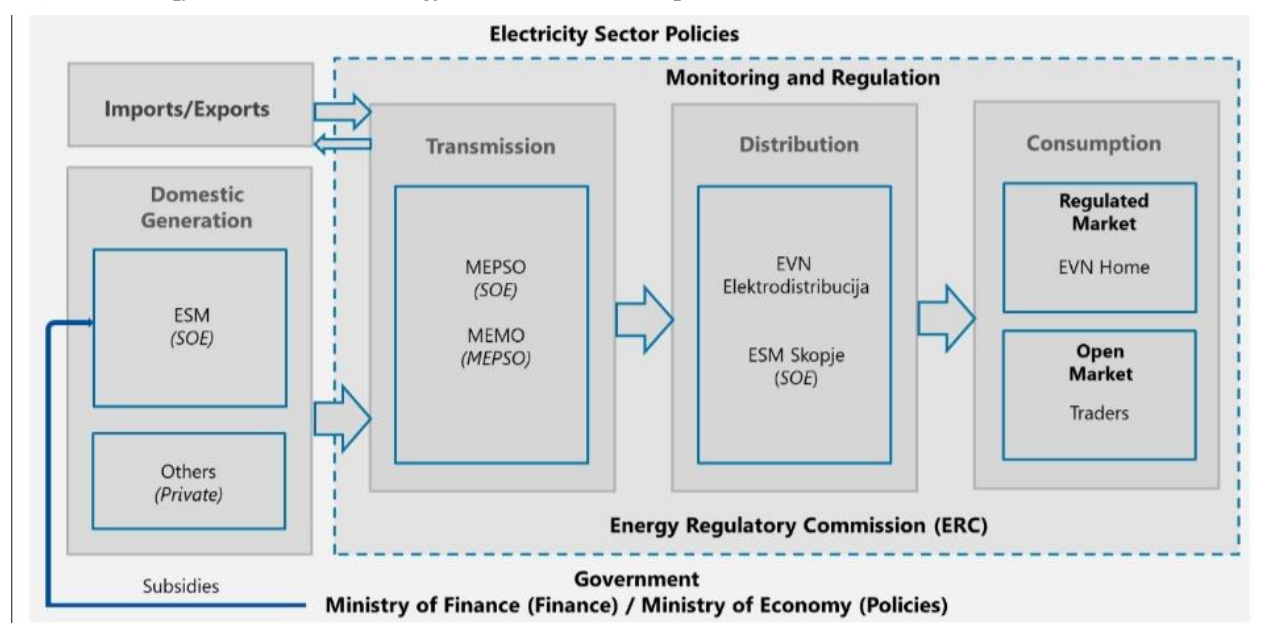 Electricity Sector Policies
Monitoring and Regulation
Imports/Exports
Domestic
Generation
ESM
(SOE)
Others
(Private)
Transmission
MEPSO
(SOE)
MEMO
(MEPSO)
Distribution
EVN
Elektrodistribucija
ESM Skopje
(SOE)
Consumption
Regulated
Market
EVN Home
Open
Market
Traders
Energy Regulatory Commission (ERC)
Subsidies
Government
Ministry of Finance (Finance) / Ministry of Economy (Policies)